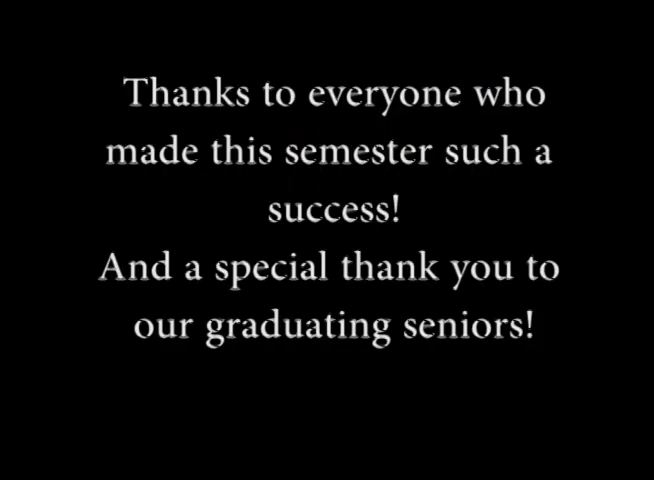 Thanks to everyone who
made this semester such a
success!
And a special thank you to
our graduating seniors!